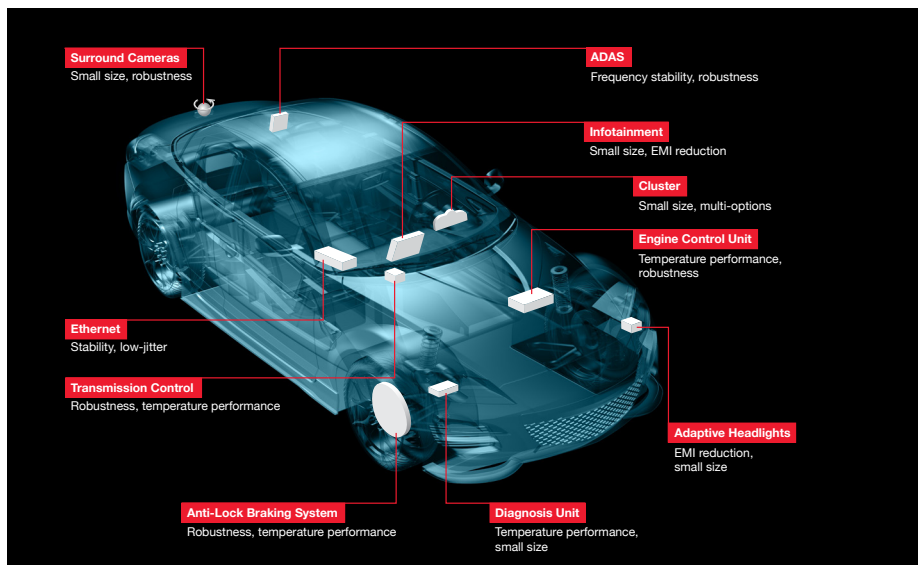 Surround Cameras
Small size, robustness
ADAS
Frequency stability, robustness
Infotainment
Small size, EMI reduction
Cluster
Small size, multi-options
Engine Control Unit
Temperature performance,
robustness
Ethernet
Stability, low-jitter
Transmission Control
Robustness, temperature performance
Adaptive Headlights
EMI reduction,
small size
Anti-Lock Braking System
Robustness, temperature performance
Diagnosis Unit
Temperature performance,
small size